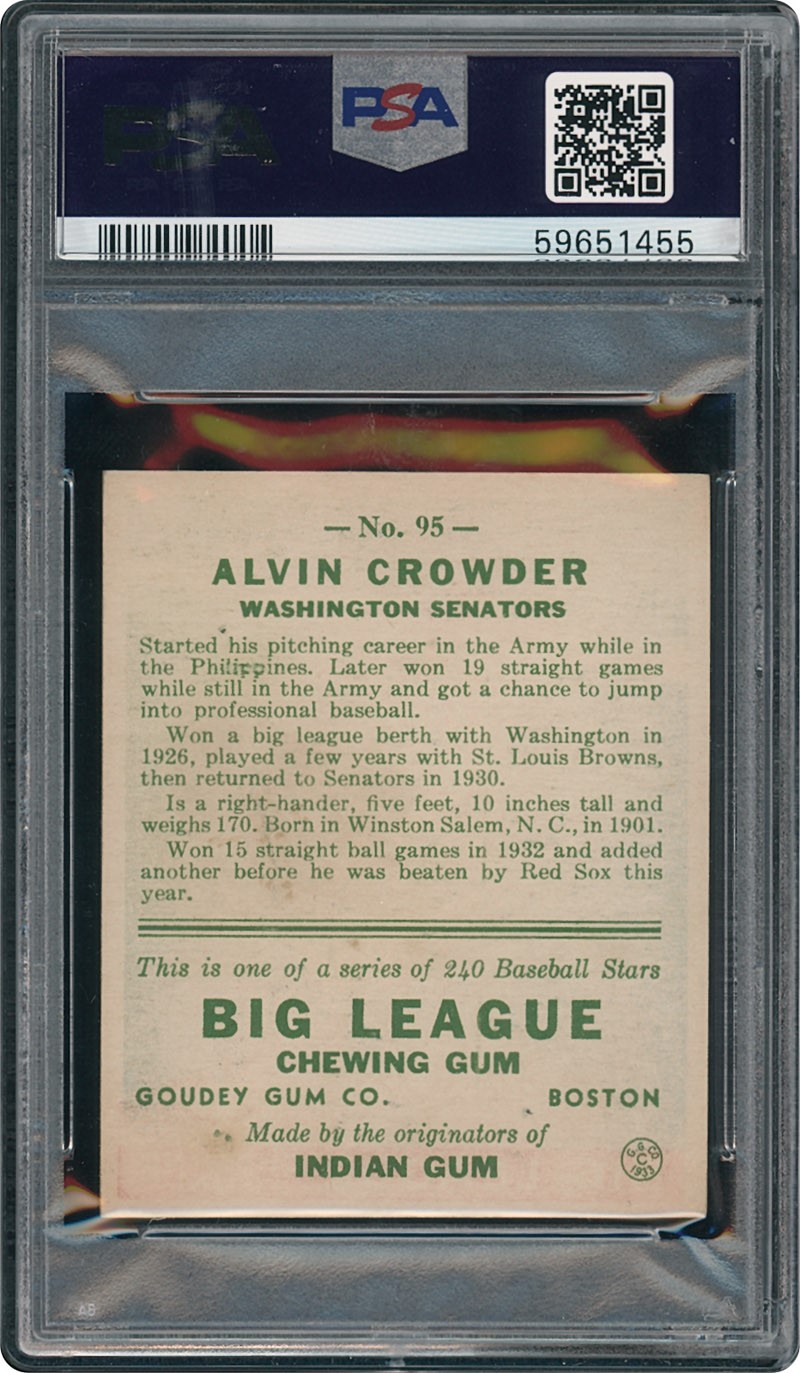 PSA
PSA
59651455
— No. 95 —
ALVIN CROWDER
WASHINGTON SENATORS
Started his pitching career in the Army while in
the Philippines. Later won 19 straight games
while still in the Army and got a chance to jump
into professional baseball.
Won a big league berth with Washington in
1926, played a few years with St. Louis Browns,
then returned to Senators in 1930.
Is a right-hander, five feet, 10 inches tall and
weighs 170. Born in Winston Salem, N. C., in 1901.
Won 15 straight ball games in 1932 and added
another before he was beaten by Red Sox this
year.
This is one of a series of 240 Baseball Stars
BIG LEAGUE
CHEWING GUM
GOUDEY GUM CO. BOSTON
Made by the originators of
INDIAN GUM
G. G. CO
C
1933